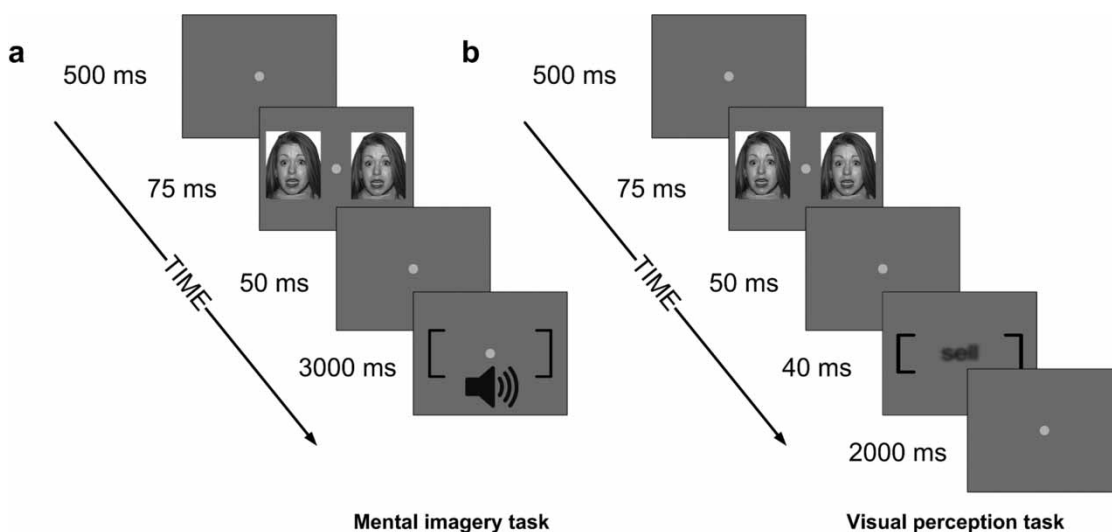 a
500 ms
75 ms
50 ms
3000 ms
TIME
Mental imagery task
b
500 ms
75 ms
50 ms
40 ms
2000 ms
TIME
sell
Visual perception task